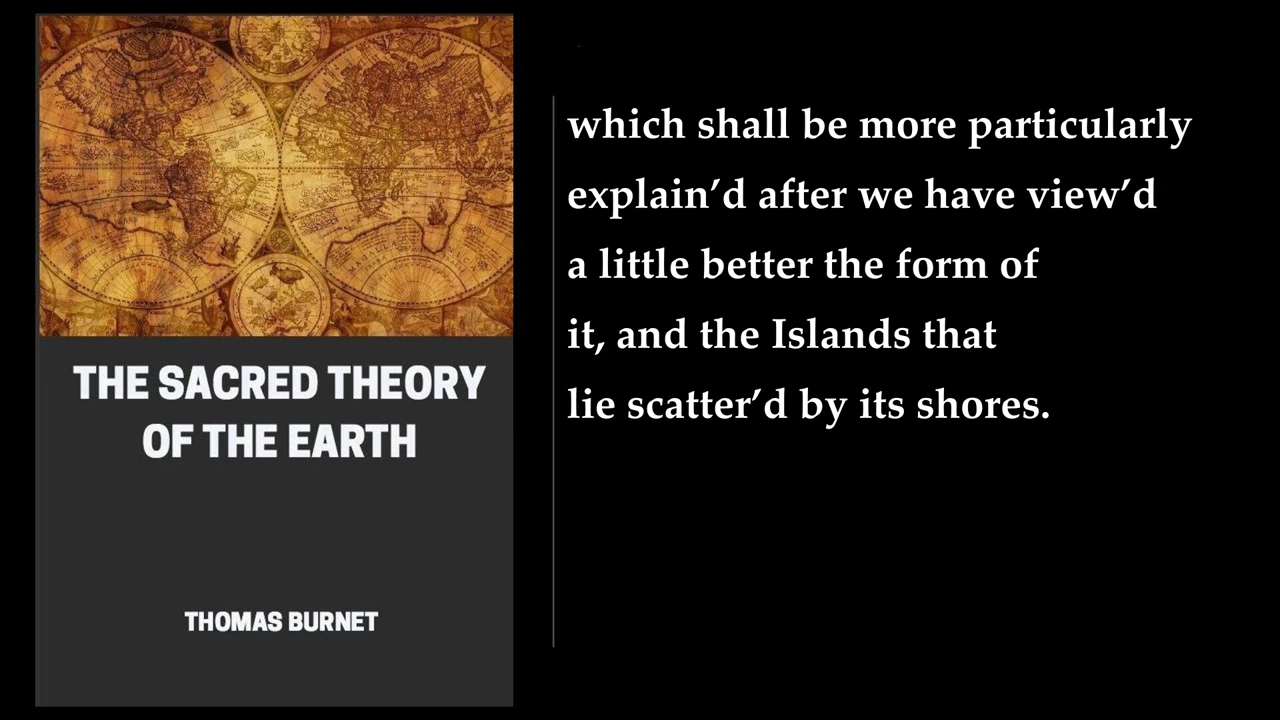 THE SACRED THEORY
OF THE EARTH
THOMAS BURNET
which shall be more particularly
explain’d after we have view’d
a little better the form of
it, and the Islands that
lie scatter’d by its shores.